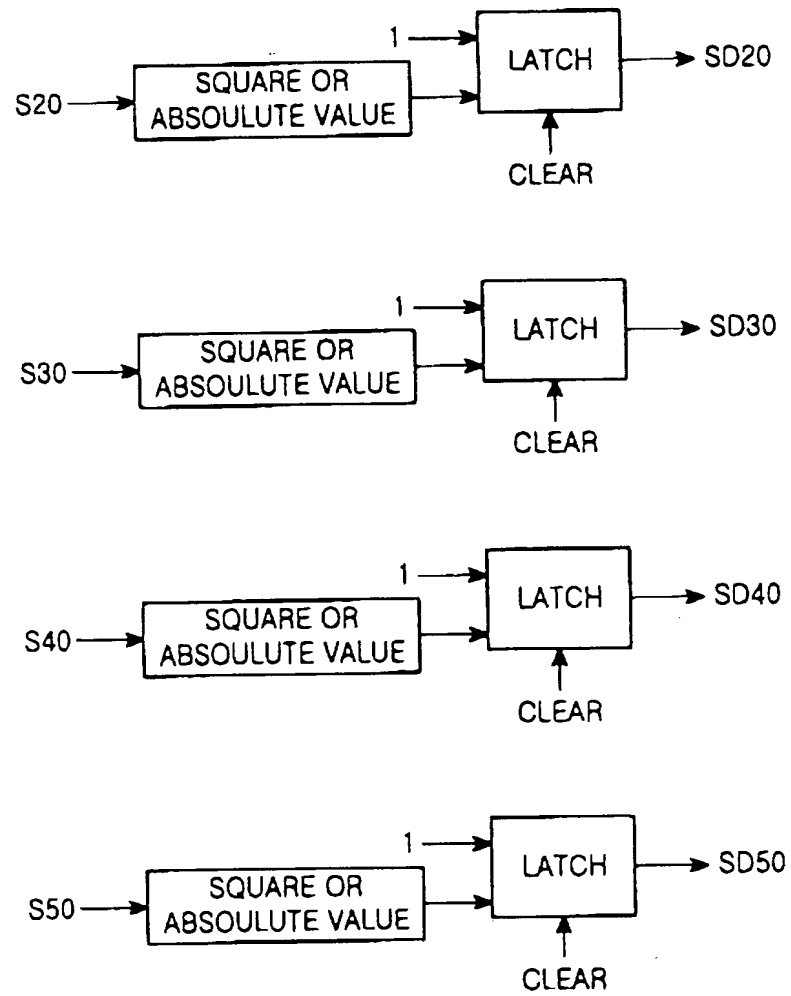 1
LATCH
SD20
S20
SQUARE OR
ABSOULUTE VALUE
CLEAR
1
LATCH
SD30
S30
SQUARE OR
ABSOULUTE VALUE
CLEAR
1
LATCH
SD40
S40
SQUARE OR
ABSOULUTE VALUE
CLEAR
1
LATCH
SD50
S50
SQUARE OR
ABSOULUTE VALUE
CLEAR